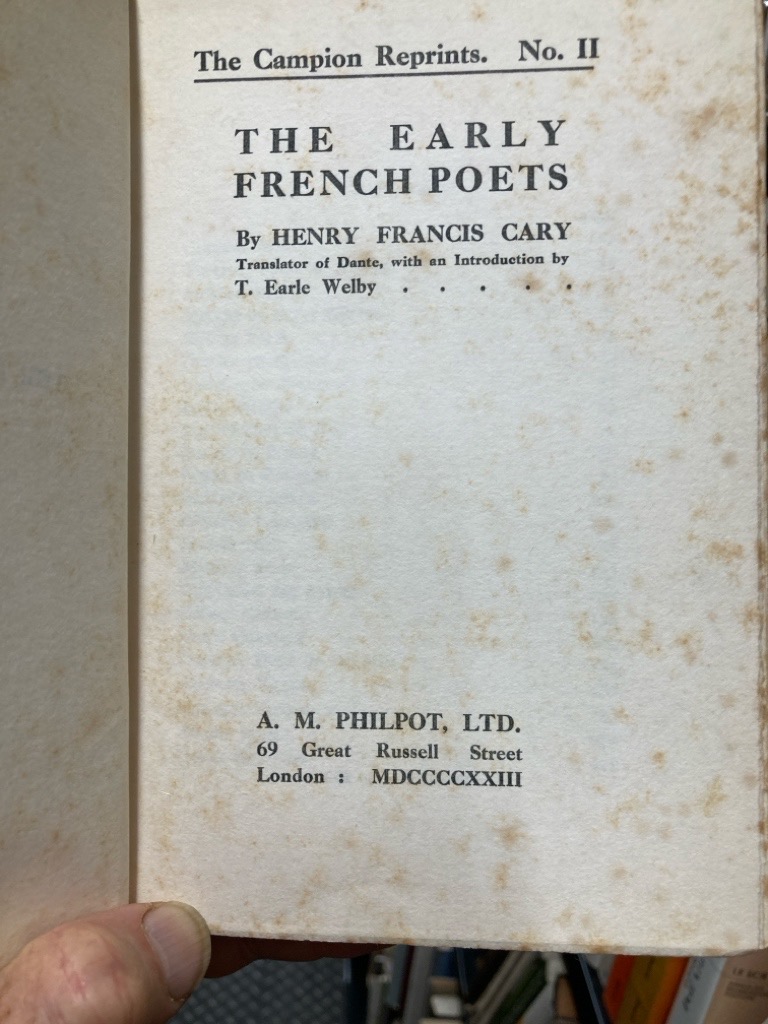 The Campion Reprints. No. II
THE EARLY
FRENCH POETS
By HENRY FRANCIS CARY
Translator of Dante, with an Introduction by
T. Earle Welby . . . . .
A. M. PHILPOT, LTD.
69 Great Russell Street
London : MDCCCCXXIII